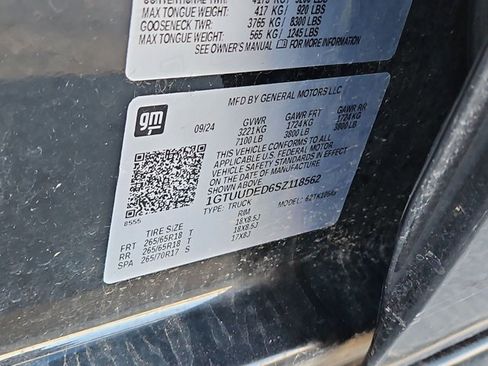 MAX TONGUE WEIGHT: 417 KG/ 920 LBS
GOOSENECK TWR: 3765 KG/ 8300 LBS
MAX TONGUE WEIGHT: 565 KG/ 1245 LBS
SEE OWNER'S MANUAL FOR MORE INFORMATION
gm
MFD BY GENERAL MOTORS LLC
09/24 GVWR GAWR FRT GAWR RR
3221KG 1724KG 1724KG
7100 LB 3800 LB 3800 LB
THIS VEHICLE CONFORMS TO ALL
APPLICABLE U.S. FEDERAL MOTOR
VEHICLE SAFETY STANDARDS IN
EFFECT ON THE DATE OF
MANUFACTURE SHOWN ABOVE.
1GTUUDED6SZ118562
TYPE: TRUCK MODEL:
8555
TIRE SIZE RIM
FRT 265/65R18 T 18X8.5J
RR 265/65R18 T 18X8.5J
SPA 265/70R17 S 17X8J